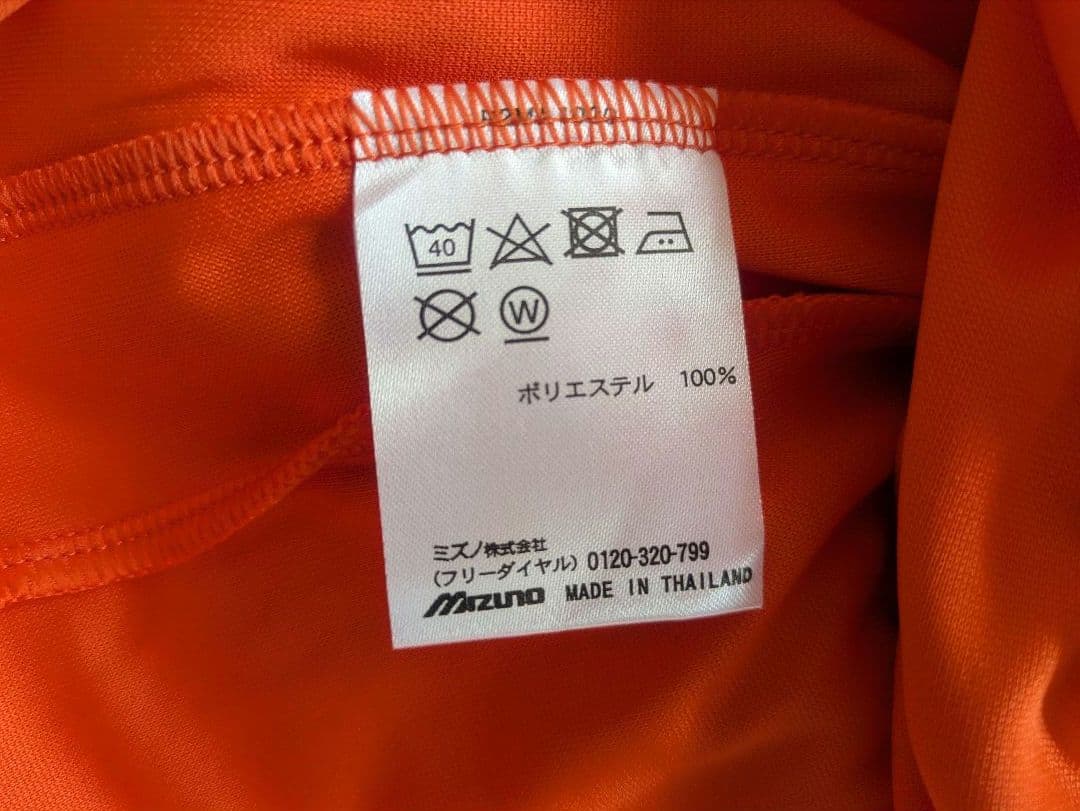 40
W
ポリエステル 100%
ミズノ株式会社
(フリーダイヤル) 0120-320-799
MIZUNO MADE IN THAILAND